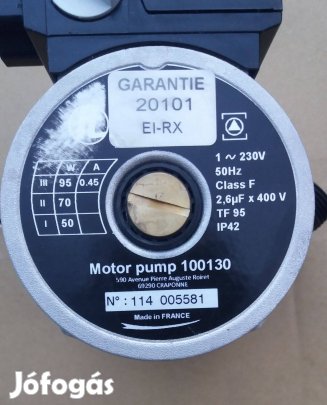 GARANTIE
20101
EI-RX
W A
III 95 0.45
II 70
I 50
1 ~ 230V
50Hz
Class F
2,6µF x 400 V
TF 95
IP42
Motor pump 100130
590 Avenue Pierre Auguste Roiret
69290 CRAPONNE
N° : 114 005581
Made in FRANCE
Jófogás